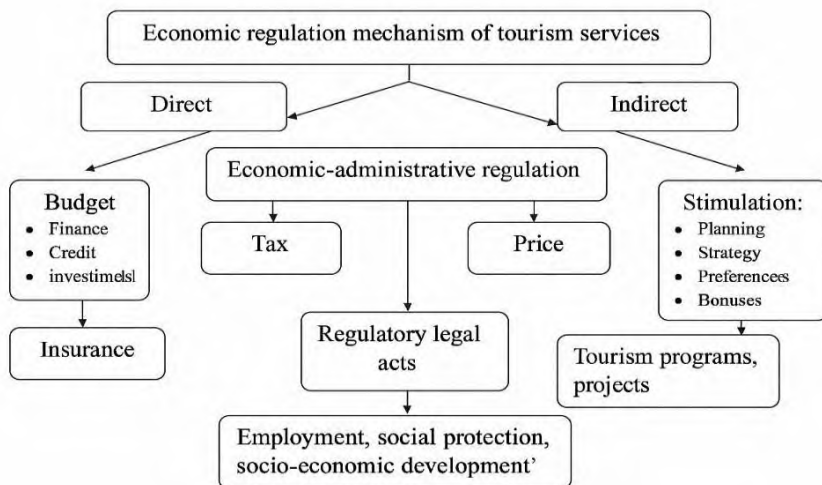 Economic regulation mechanism of tourism services
Direct
Indirect
Economic-administrative regulation
Budget
• Finance
• Credit
Stimulation:
• Planning
• Strategy
• Preferencees
• Bonuses
Tax
Price
Insurance
Regulatory legal
acts
Tourism programs,
projects
Employment, social protection,
socio-economic development’